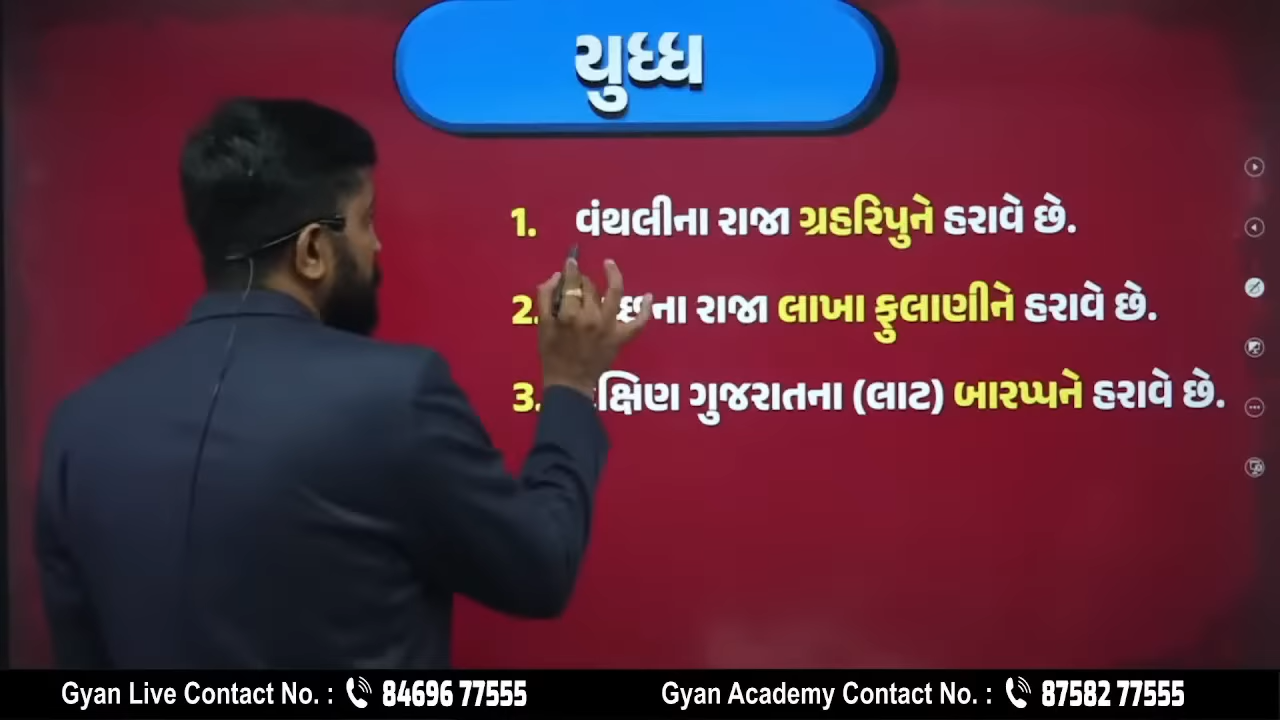 યુધ્ધ
1. વંથલીના રાજા ગ્રહરિપુને હરાવે છે.
2. રાજા લાખા ફુલાણીને હરાવે છે.
3. ગુજરાતના (લાટ) બારપ્પને હરાવે છે.
Gyan Live Contact No. : 84696 77555
Gyan Academy Contact No. : 87582 77555